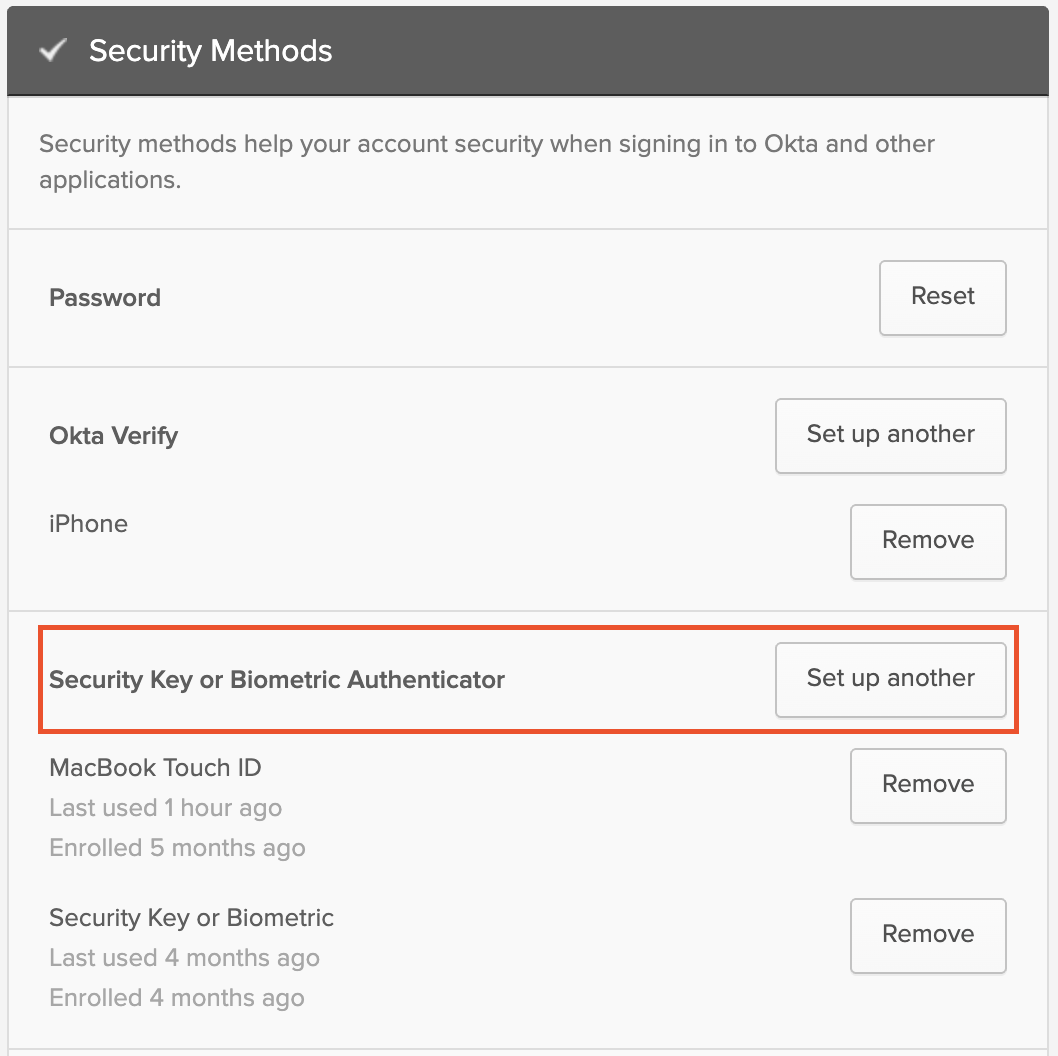 Security Methods
Security methods help your account security when signing in to Okta and other
applications.
Password
Reset
Okta Verify
Set up another
iPhone
Remove
Security Key or Biometric Authenticator
Set up another
MacBook Touch ID
Remove
Last used 1 hour ago
Enrolled 5 months ago
Security Key or Biometric
Remove
Last used 4 months ago
Enrolled 4 months ago